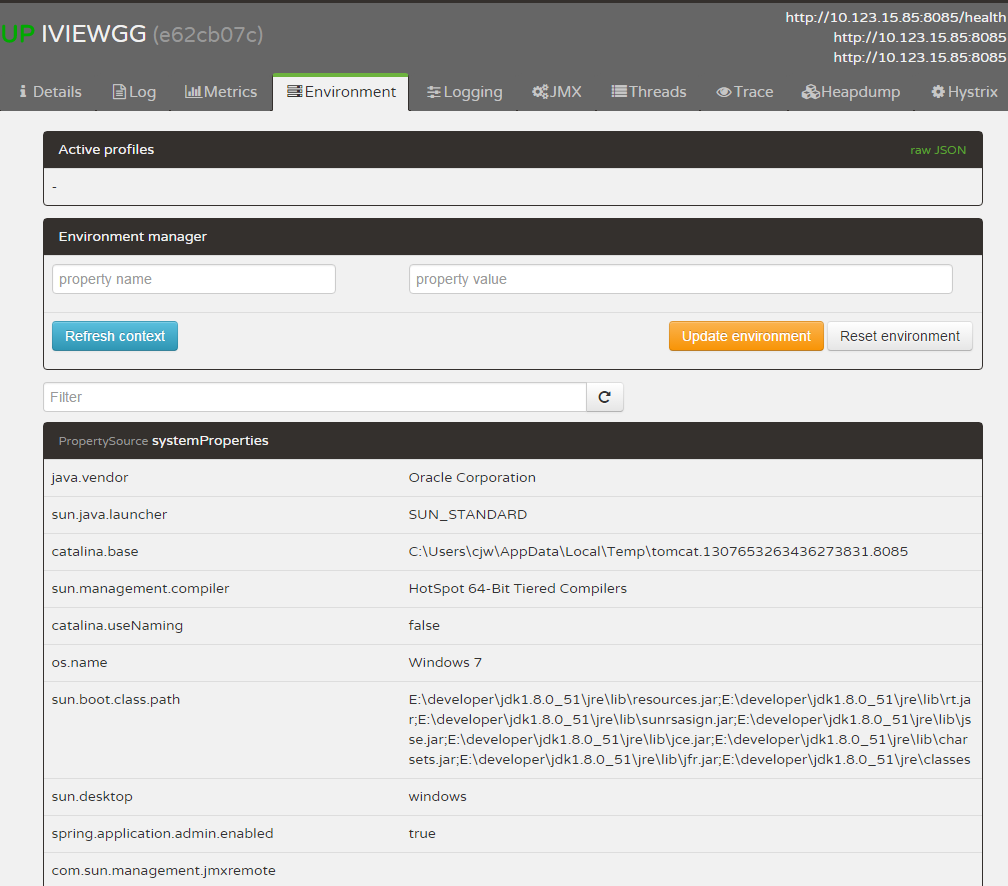 UP IVIEWGG (e62cb07c)
http://10.123.15.85:8085/health
http://10.123.15.85:8085
http://10.123.15.85:8085
Details Log Metrics Environment Logging JMX Threads Trace Heapdump Hystrix
Active profiles raw JSON
-
Environment manager
property name property value
Refresh context Update environment Reset environment
Filter
PropertySource systemProperties
java.vendor Oracle Corporation
sun.java.launcher SUN_STANDARD
catalina.base C:\Users\cjw\AppData\Local\Temp\tomcat.1307653263436273831.8085
sun.management.compiler HotSpot 64-Bit Tiered Compilers
catalina.useNaming false
os.name Windows 7
sun.boot.class.path E:\developer\jdk1.8.0_51\jre\lib\resources.jar;E:\developer\jdk1.8.0_51\jre\lib\rt.ja
r;E:\developer\jdk1.8.0_51\jre\lib\sunrsasign.jar;E:\developer\jdk1.8.0_51\jre\lib\js
se.jar;E:\developer\jdk1.8.0_51\jre\lib\jce.jar;E:\developer\jdk1.8.0_51\jre\lib\char
sets.jar;E:\developer\jdk1.8.0_51\jre\lib\jfr.jar;E:\developer\jdk1.8.0_51\jre\classes
sun.desktop windows
spring.application.admin.enabled true
com.sun.management.jmxremote